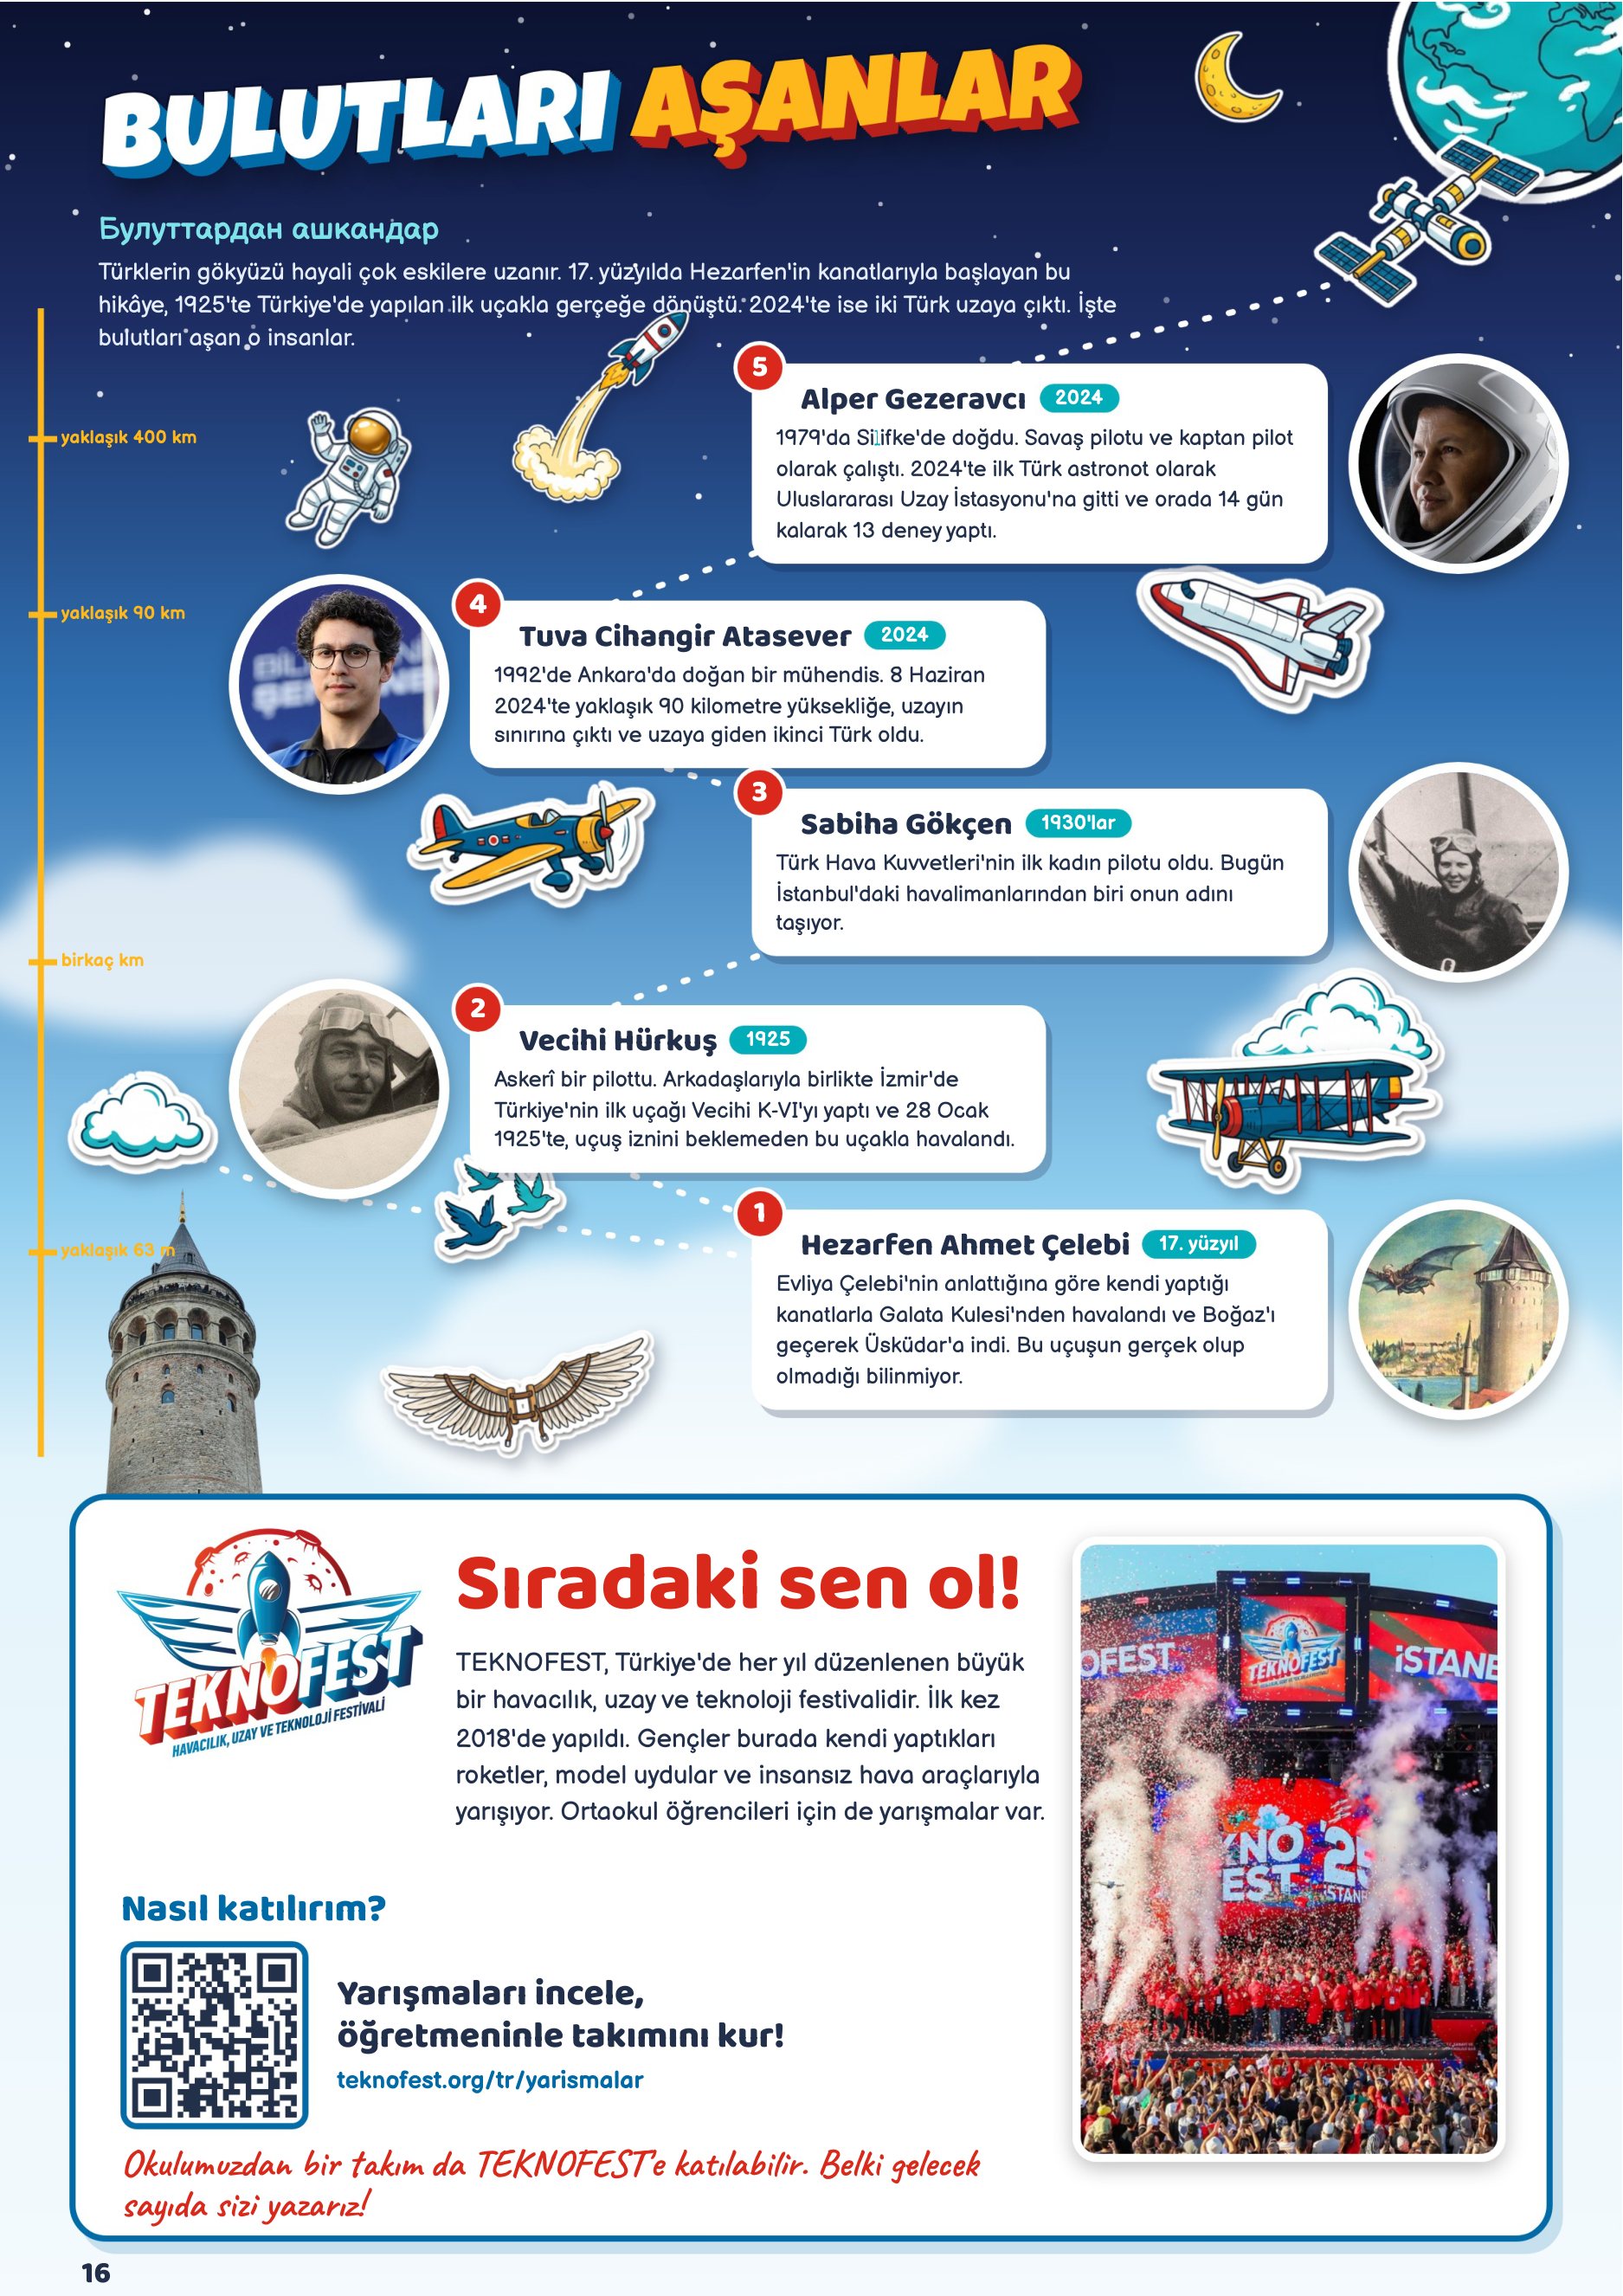 BULUTLARI AŞANLAR
Булуттардан ашкандар
Türklerin gökyüzü hayali çok eskilere uzanır. 17. yüzyılda Hezarfen'in kanatlarıyla başlayan bu
hikâye, 1925'te Türkiye'de yapılan ilk uçakla gerçeğe dönüştü. 2024'te ise iki Türk uzaya çıktı. İşte
bulutları aşan o insanlar.
yaklaşık 400 km
5
Alper Gezeravcı 2024
1979'da Silifke'de doğdu. Savaş pilotu ve kaptan pilot
olarak çalıştı. 2024'te ilk Türk astronot olarak
Uluslararası Uzay İstasyonu'na gitti ve orada 14 gün
kalarak 13 deney yaptı.
yaklaşık 90 km
4
Tuva Cihangir Atasever 2024
1992'de Ankara'da doğan bir mühendis. 8 Haziran
2024'te yaklaşık 90 kilometre yüksekliğe, uzayın
sınırına çıktı ve uzaya giden ikinci Türk oldu.
3
Sabiha Gökçen 1930'lar
Türk Hava Kuvvetleri'nin ilk kadın pilotu oldu. Bugün
İstanbul'daki havalimanlarından biri onun adını
taşıyor.
birkaç km
2
Vecihi Hürkuş 1925
Askerî bir pilottu. Arkadaşlarıyla birlikte İzmir'de
Türkiye'nin ilk uçağı Vecihi K-VI'yı yaptı ve 28 Ocak
1925'te, uçuş iznini beklemeden bu uçakla havalandı.
yaklaşık 63 m
1
Hezarfen Ahmet Çelebi 17. yüzyıl
Evliya Çelebi'nin anlattığına göre kendi yaptığı
kanatlarla Galata Kulesi'nden havalandı ve Boğaz'ı
geçerek Üsküdar'a indi. Bu uçuşun gerçek olup
olmadığı bilinmiyor.
TEKNOFEST
HAVACILIK, UZAY VE TEKNOLOJİ FESTİVALİ
Sıradaki sen ol!
TEKNOFEST, Türkiye'de her yıl düzenlenen büyük
bir havacılık, uzay ve teknoloji festivalidir. İlk kez
2018'de yapıldı. Gençler burada kendi yaptıkları
roketler, model uydular ve insansız hava araçlarıyla
yarışıyor. Ortaokul öğrencileri için de yarışmalar var.
OFEST
TEKNOFEST
İSTANB
KNO
EST '25
İSTANB
Nasıl katılırım?
Yarışmaları incele,
öğretmeninle takımını kur!
teknofest.org/tr/yarismalar
Okulumuzdan bir takım da TEKNOFEST'e katılabilir. Belki gelecek
sayıda sizi yazarız!
16